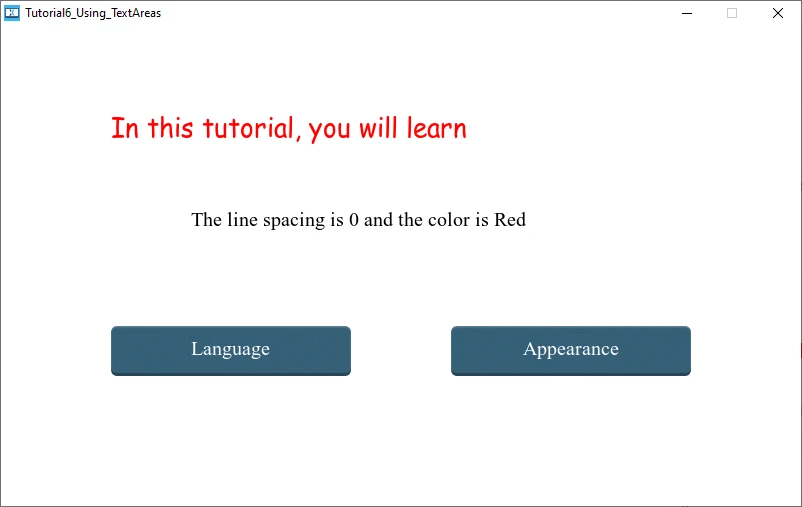 Tutorial6_Using_TextAreas
In this tutorial, you will learn
The line spacing is 0 and the color is Red
Language
Appearance